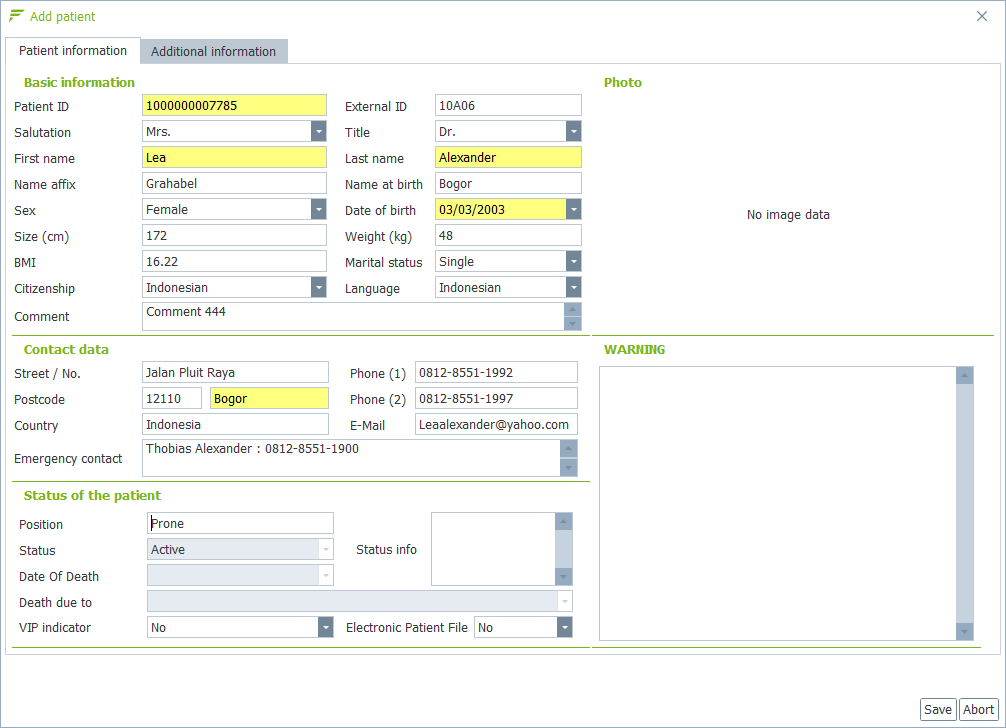 Add patient
Patient information Additional information
Basic information
Patient ID 1000000007785 External ID 10A06
Salutation Mrs. Title Dr.
First name Lea Last name Alexander
Name affix Grahabel Name at birth Bogor
Sex Female Date of birth 03/03/2003
Size (cm) 172 Weight (kg) 48
BMI 16.22 Marital status Single
Citizenship Indonesian Language Indonesian
Comment Comment 444
Photo
No image data
Contact data
Street / No. Jalan Pluit Raya Phone (1) 0812-8551-1992
Postcode 12110 Bogor Phone (2) 0812-8551-1997
Country Indonesia E-Mail Leaalexander@yahoo.com
Emergency contact Thobias Alexander : 0812-8551-1900
WARNING
Status of the patient
Position Prone
Status Active Status info
Date Of Death
Death due to
VIP indicator No Electronic Patient File No
Save Abort